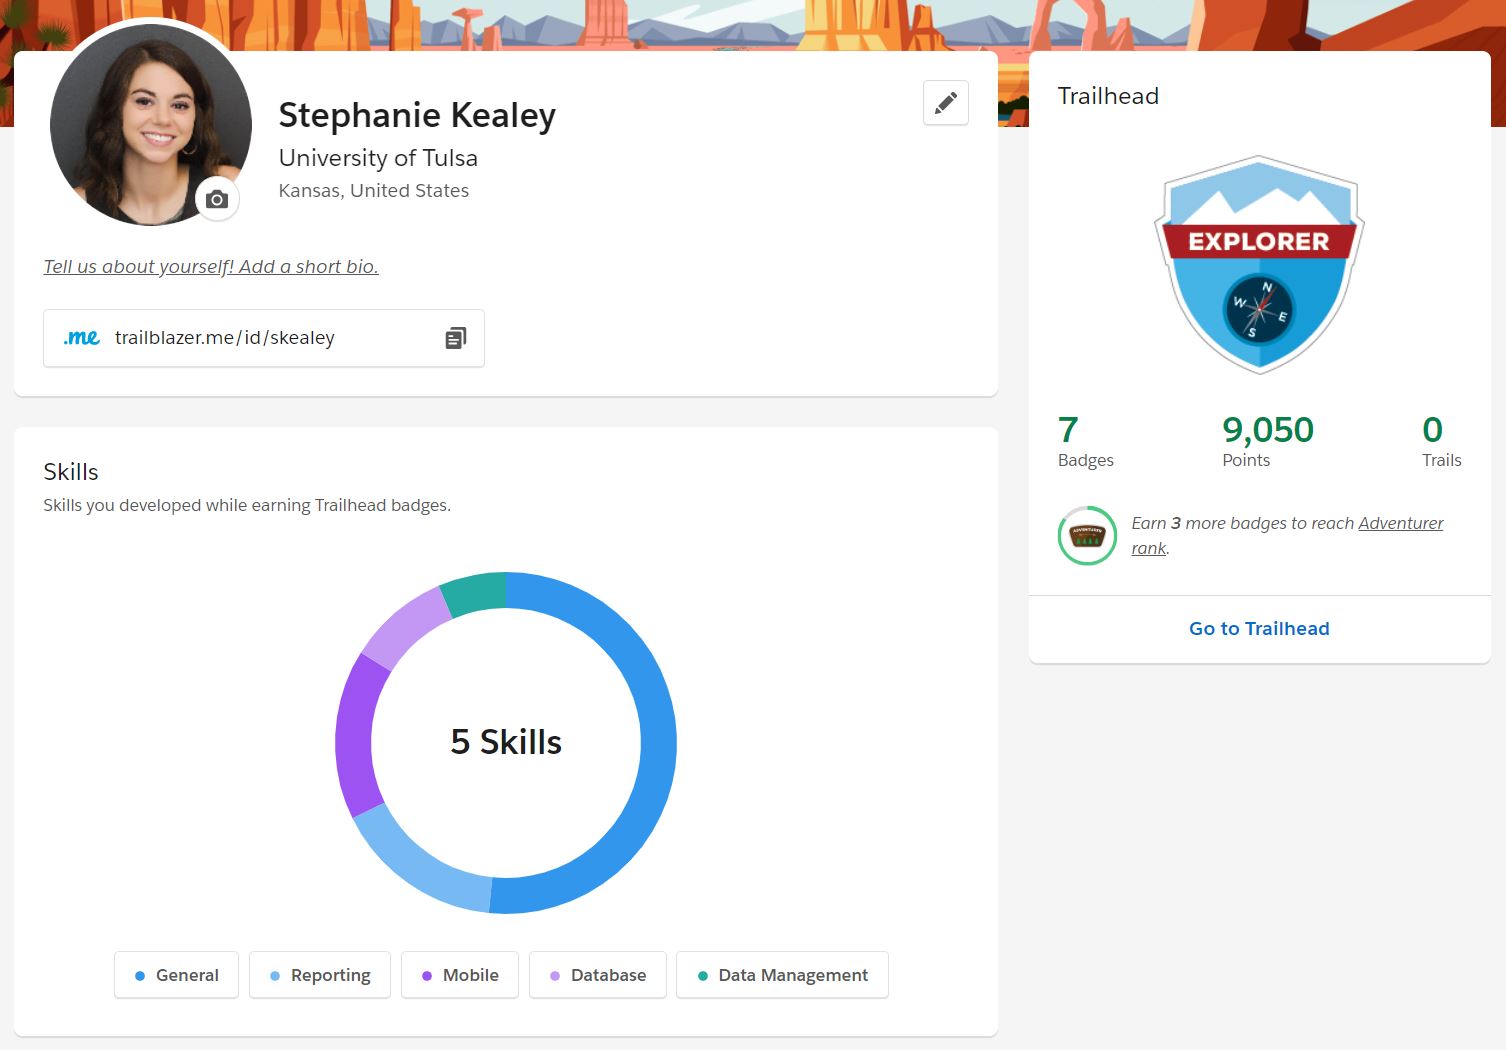 Stephanie Kealey
University of Tulsa
Kansas, United States
Tell us about yourself! Add a short bio.
.me trailblazer.me/id/skealey
Skills
Skills you developed while earning Trailhead badges.
5 Skills
General Reporting Mobile Database Data Management
Trailhead
EXPLORER
N
W E
S
7 9,050 0
Badges Points Trails
ADVENTURER
Earn 3 more badges to reach Adventurer
rank.
Go to Trailhead